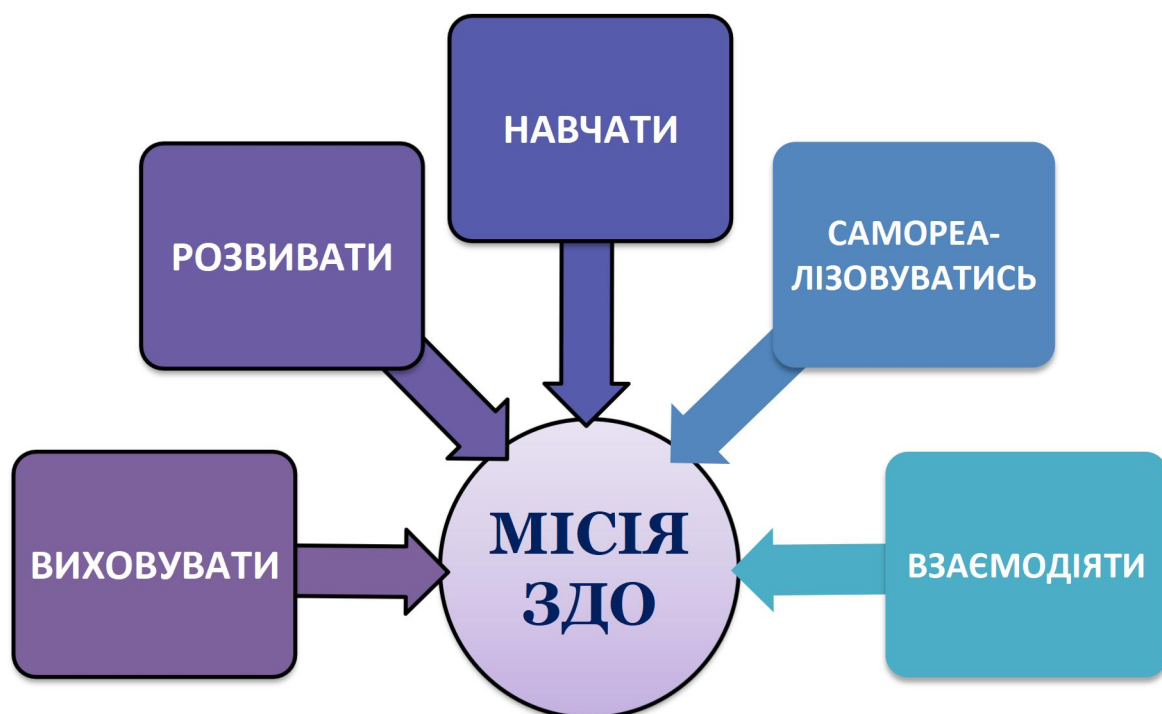 НАВЧАТИ
РОЗВИВАТИ
САМОРЕА-
ЛІЗОВУВАТИСЬ
ВИХОВУВАТИ
МІСІЯ
ЗДО
ВЗАЄМОДІЯТИ